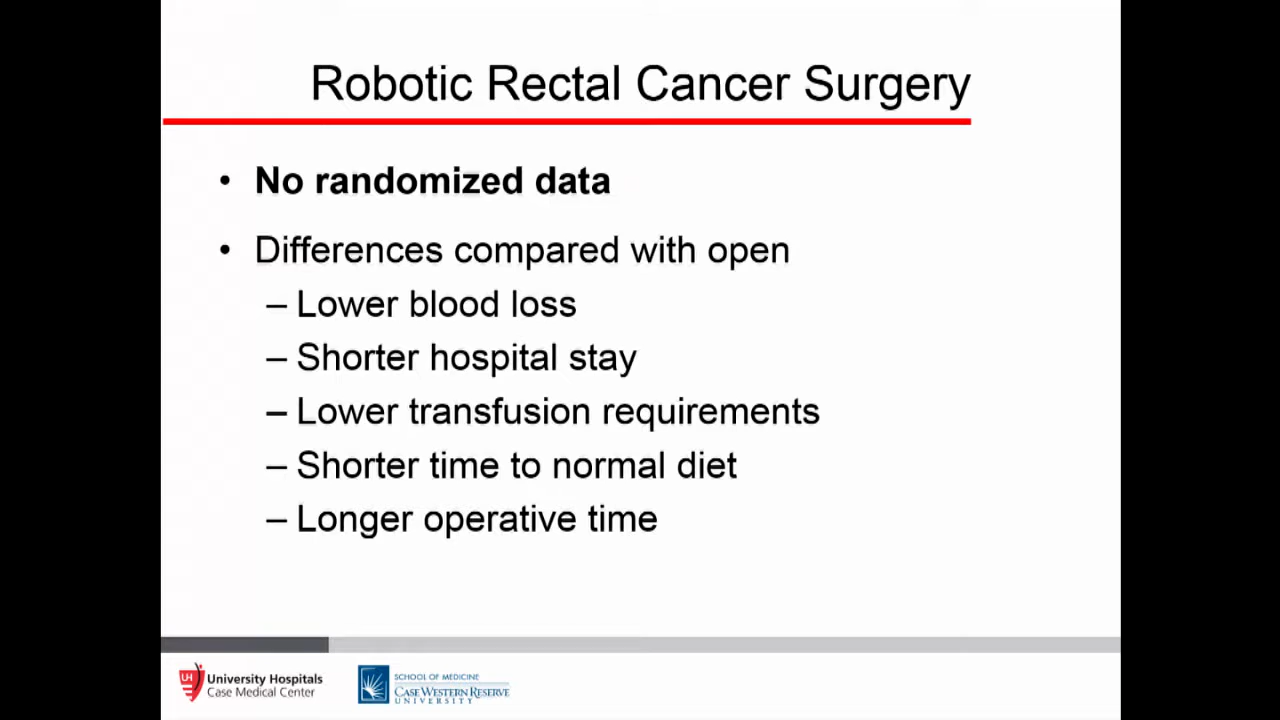 Robotic Rectal Cancer Surgery
• No randomized data
• Differences compared with open
– Lower blood loss
– Shorter hospital stay
– Lower transfusion requirements
– Shorter time to normal diet
– Longer operative time
UH
University Hospitals
Case Medical Center
SCHOOL OF MEDICINE
CASE WESTERN RESERVE
UNIVERSITY